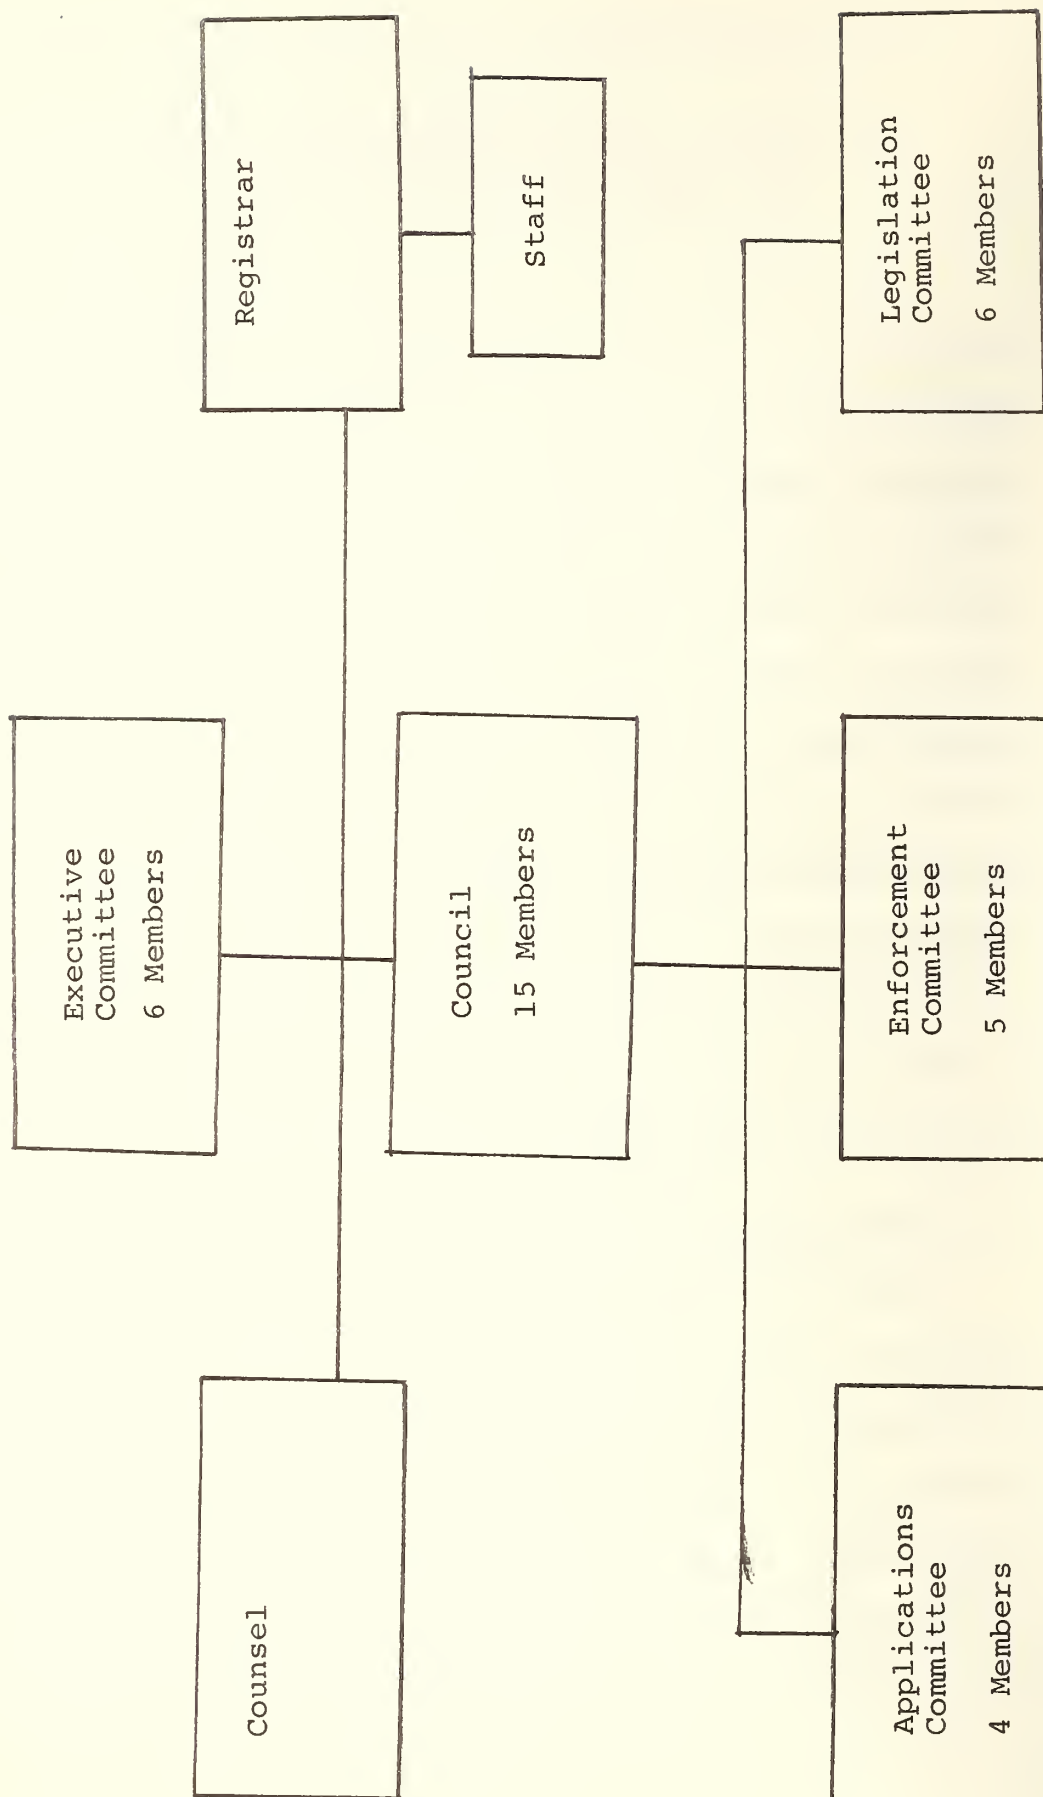 Executive
Committee
6 Members
Counsel
Registrar
Council
15 Members
Staff
Applications
Committee
4 Members
Enforcement
Committee
5 Members
Legislation
Committee
6 Members